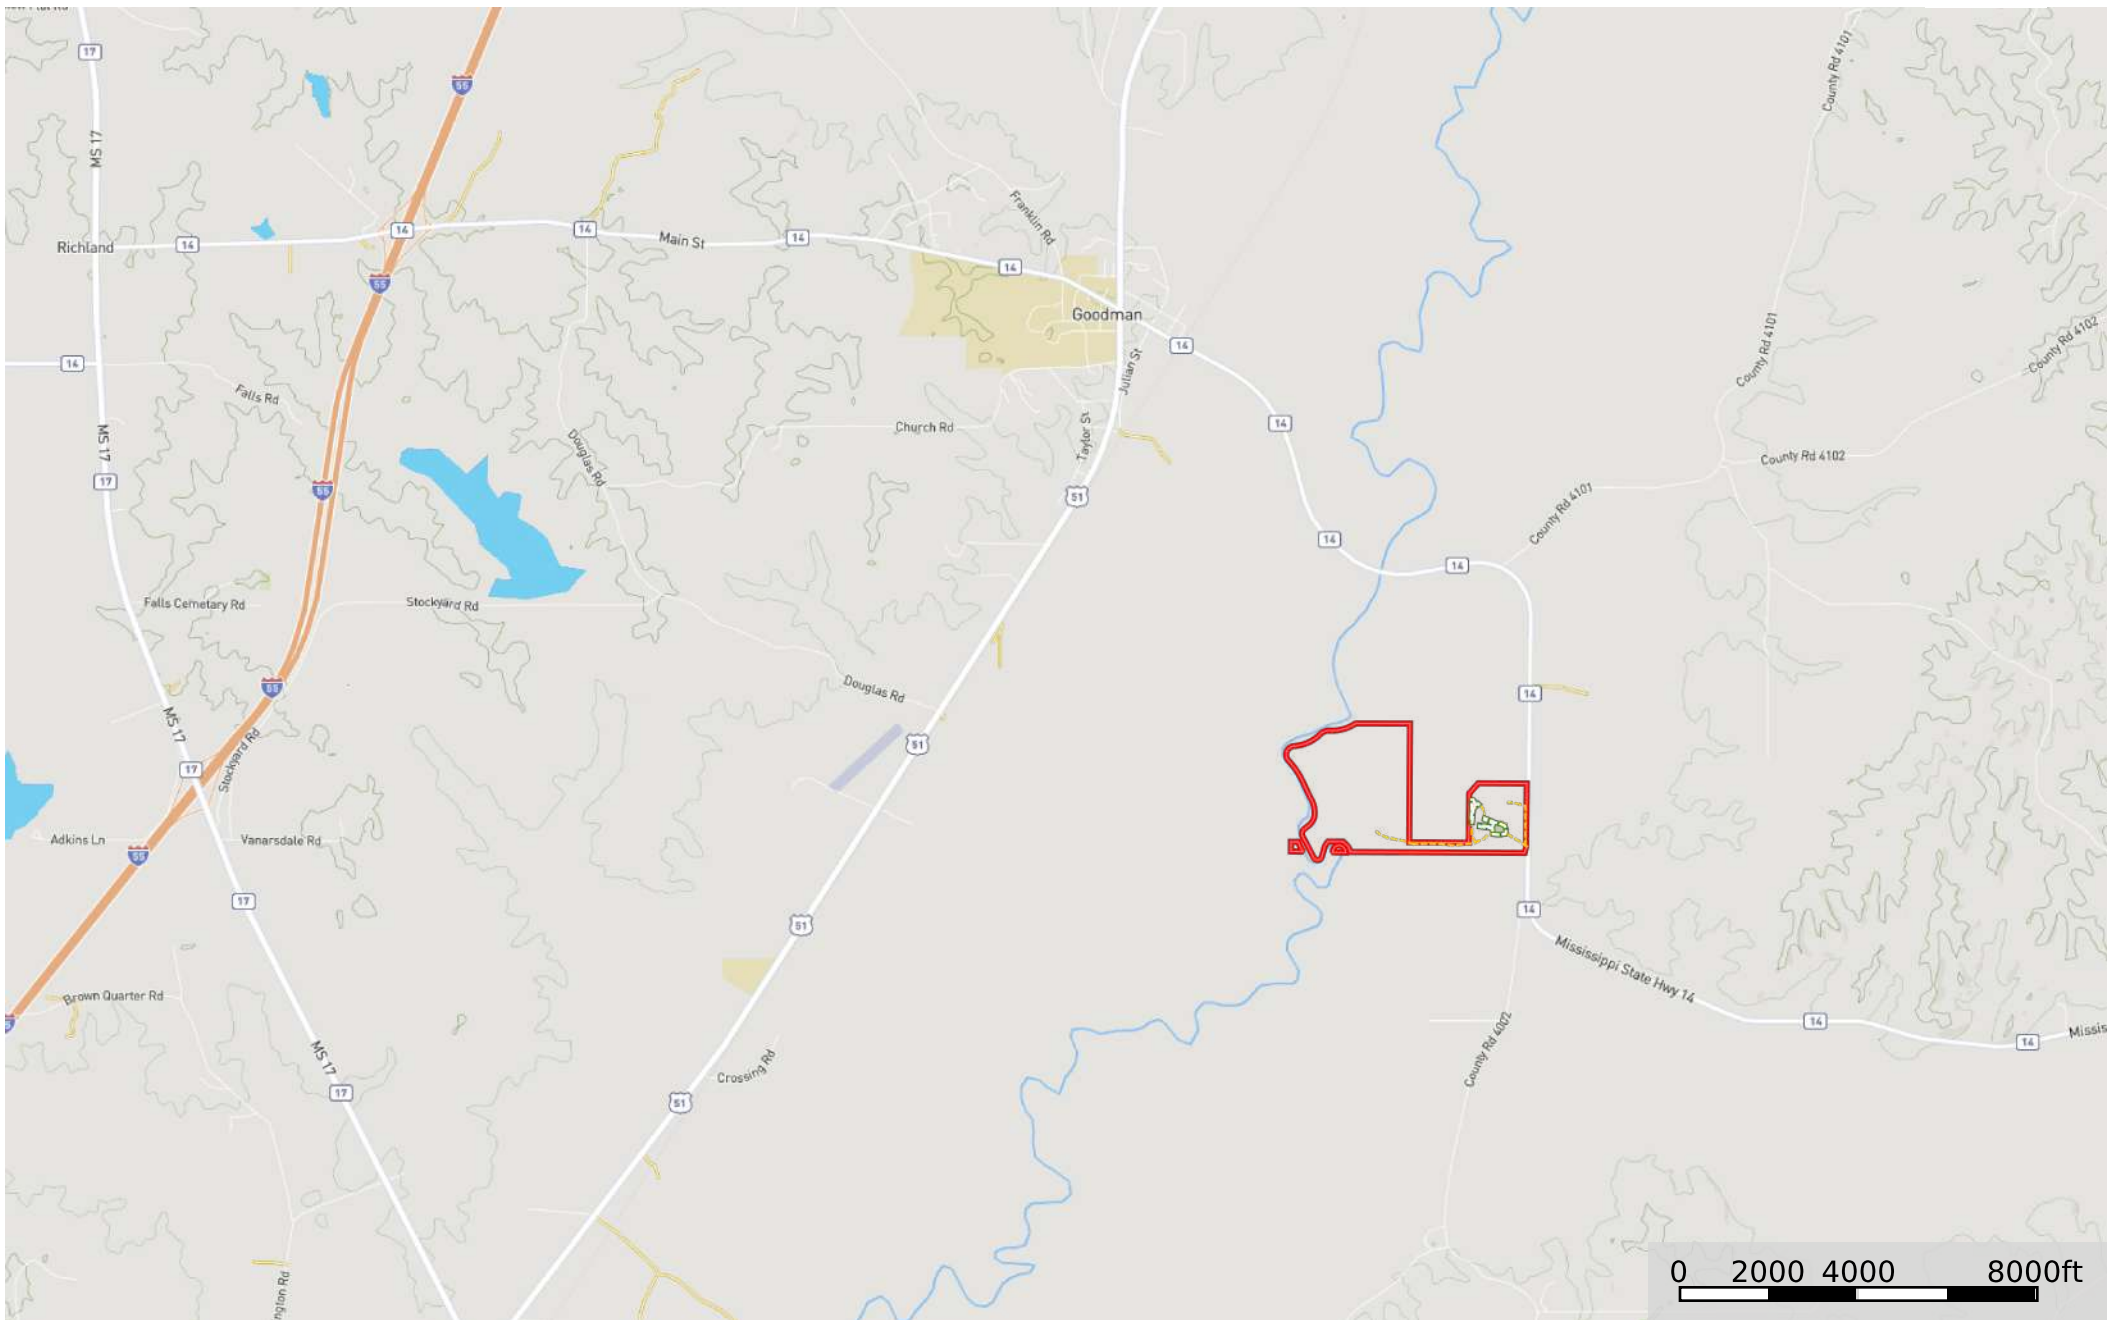 17
55
County Rd 4101
MS 17
Franklin Rd
14
14
Main St
14
Richland
14
14
55
Goodman
14
County Rd 4101
County Rd 4102
14
Julian St
Falls Rd
14
Church Rd
Taylor St
MS 17
Douglas Rd
County Rd 4102
17
55
51
County Rd 4101
14
14
Falls Cemetary Rd
Stockyard Rd
55
Douglas Rd
14
MS 17
51
Stockyard Rd
17
Adkins Ln
Vanarsdale Rd
55
17
14
51
Mississippi State Hwy 14
Brown Quarter Rd
14
Missis
14
County Rd 4002
MS 17
Crossing Rd
17
51
ngton Rd
0 2000 4000 8000ft